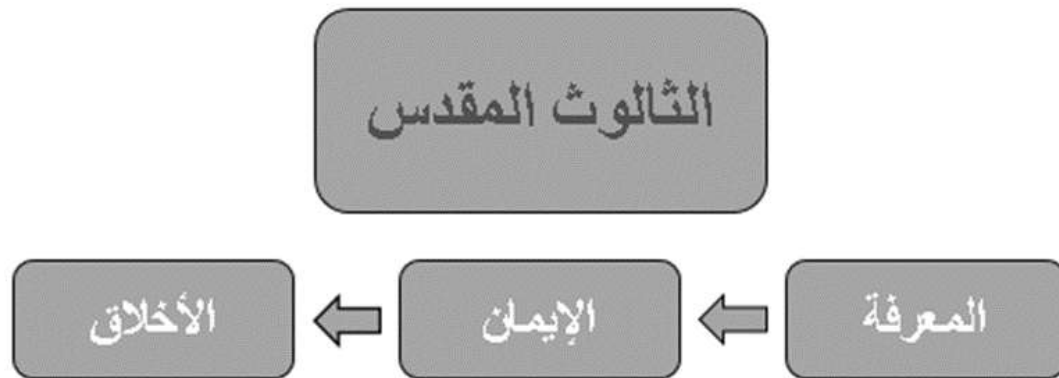 الثالوث المقدس
المعرفة
الإيمان
الأخلاق